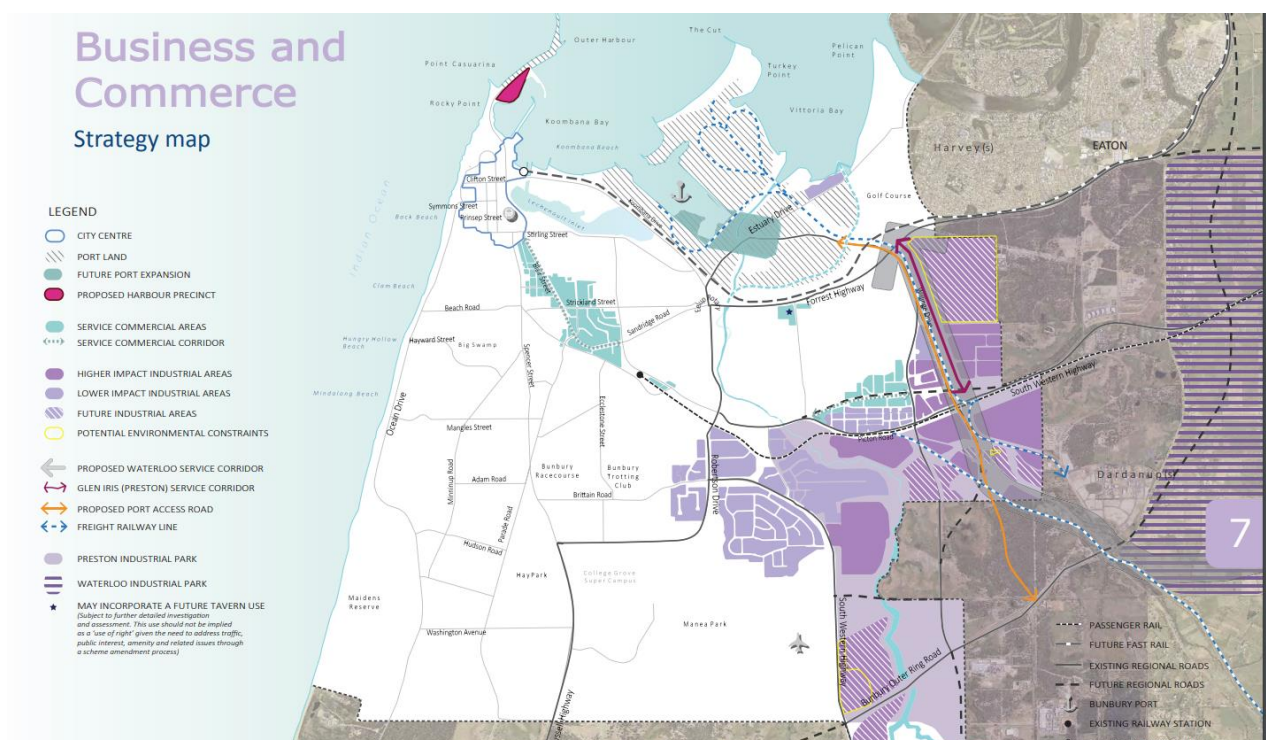 Business and
Commerce
Strategy map
LEGEND
CITY CENTRE
PORT LAND
FUTURE PORT EXPANSION
PROPOSED HARBOUR PRECINCT
SERVICE COMMERCIAL AREAS
SERVICE COMMERCIAL CORRIDOR
HIGHER IMPACT INDUSTRIAL AREAS
LOWER IMPACT INDUSTRIAL AREAS
FUTURE INDUSTRIAL AREAS
POTENTIAL ENVIRONMENTAL CONSTRAINTS
PROPOSED WATERLOO SERVICE CORRIDOR
GLEN IRIS (PRESTON) SERVICE CORRIDOR
PROPOSED PORT ACCESS ROAD
FREIGHT RAILWAY LINE
PRESTON INDUSTRIAL PARK
WATERLOO INDUSTRIAL PARK
MAY INCORPORATE A FUTURE TAVERN USE
(Subject to further detailed investigation
and assessment. This use should not be implied
as a 'use of right' given the need to address traffic,
public interest, amenity and related issues through
a scheme amendment process)
The Cut
Outer Harbour
Pelican
Point
Point Casuarina
Turkey
Point
Rocky Point
Vittoria Bay
Koombana Bay
Koombana Beach
Harvey (s)
EATON
Clifton Street
Golf Course
Symmons Street
Leschenault Inlet
Koombana Drive
Back Beach
Prinsep Street
Estuary Drive
Stirling Street
Indian Ocean
Blair Street
Clem Beach
Beach Road
Strickland Street
Forrest Highway
Eelup Rotary
Sandridge Road
Hungry Hollow
Beach
Hayward Street
Big Swamp
Spencer Street
South Western Highway
Mindalong Beach
Ocean Drive
Ecclestone Street
Mangles Street
Picton Road
Robertson Drive
Minninup Road
Adam Road
Bunbury
Racecourse
Bunbury
Trotting
Club
Brittain Road
Parade Road
7
Hudson Road
Hay Park
College Grove
Super Campus
Maidens
Reserve
Manea Park
Washington Avenue
South Western Highway
Bunbury Outer Ring Road
PASSENGER RAIL
FUTURE FAST RAIL
EXISTING REGIONAL ROADS
FUTURE REGIONAL ROADS
BUNBURY PORT
EXISTING RAILWAY STATION